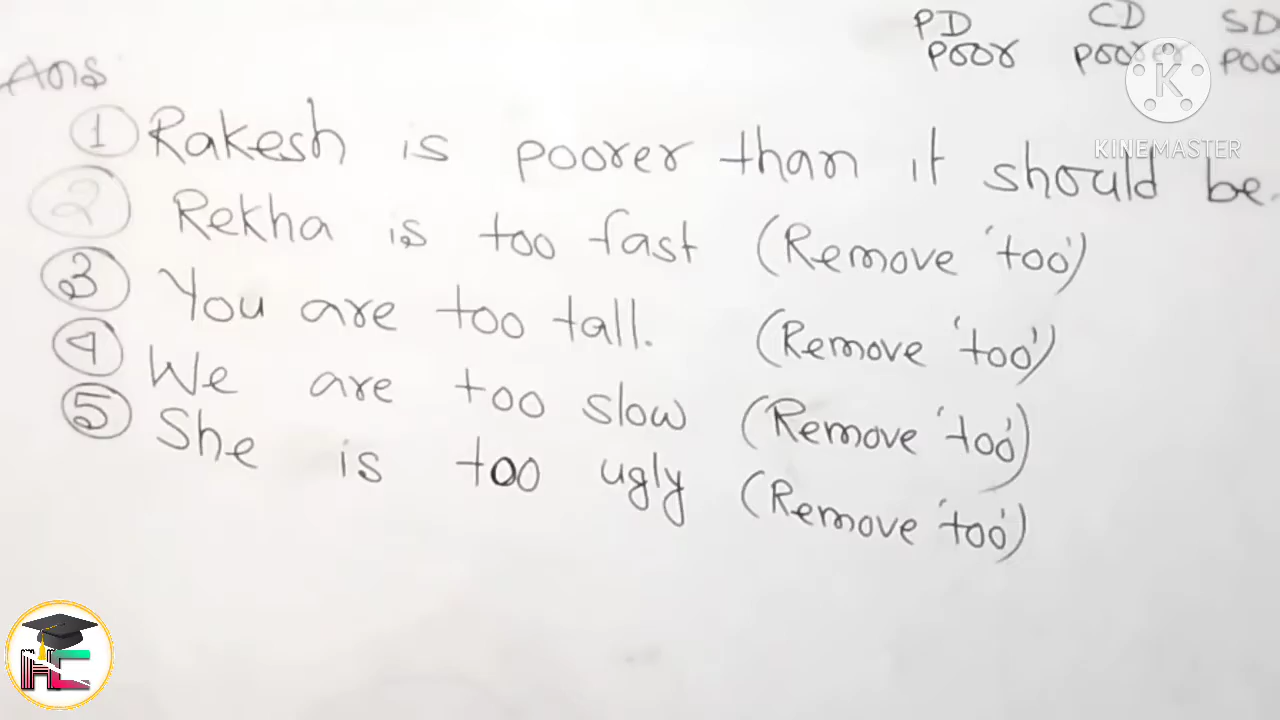 PD CD SD
poor poorer poo
Ans
KINEMASTER
① Rakesh is poorer than it should be.
② Rekha is too fast (Remove 'too')
③ You are too tall. (Remove 'too')
④ We are too slow (Remove 'too')
⑤ She is too ugly (Remove 'too')
HC